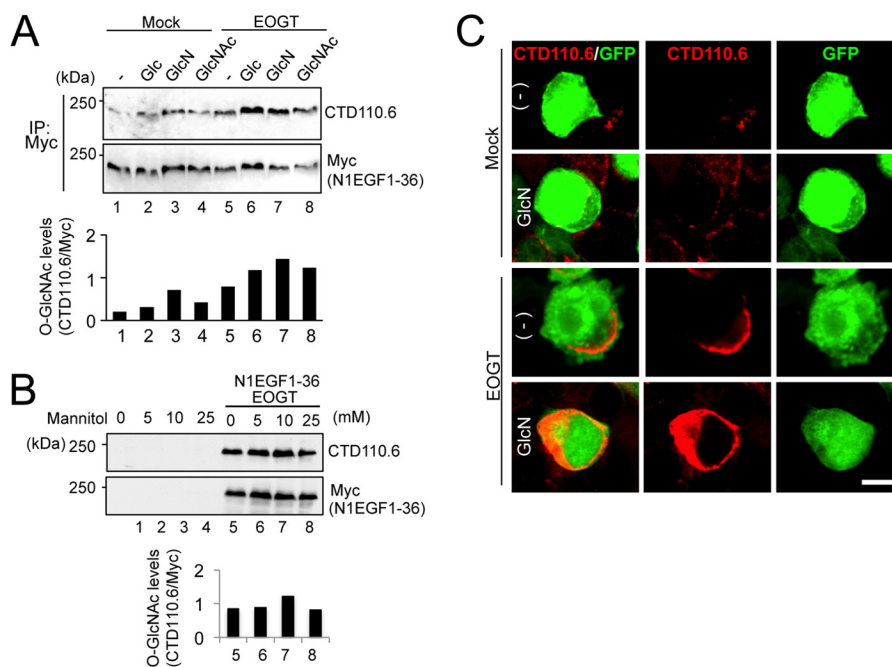 A
Mock
EOGT
(kDa)
- Glc GlcN GlcNAc - Glc GlcN GlcNAc
IP:
Myc
250
CTD110.6
250
Myc
(N1EGF1-36)
1 2 3 4 5 6 7 8
O-GlcNAc levels
(CTD110.6/Myc)
2
1
0
1 2 3 4 5 6 7 8
B
N1EGF1-36
EOGT
Mannitol 0 5 10 25 0 5 10 25 (mM)
(kDa)
250
CTD110.6
250
Myc
(N1EGF1-36)
1 2 3 4 5 6 7 8
O-GlcNAc levels
(CTD110.6/Myc)
2
1
0
5 6 7 8
C
CTD110.6/GFP CTD110.6 GFP
Mock
(-)
GlcN
EOGT
(-)
GlcN